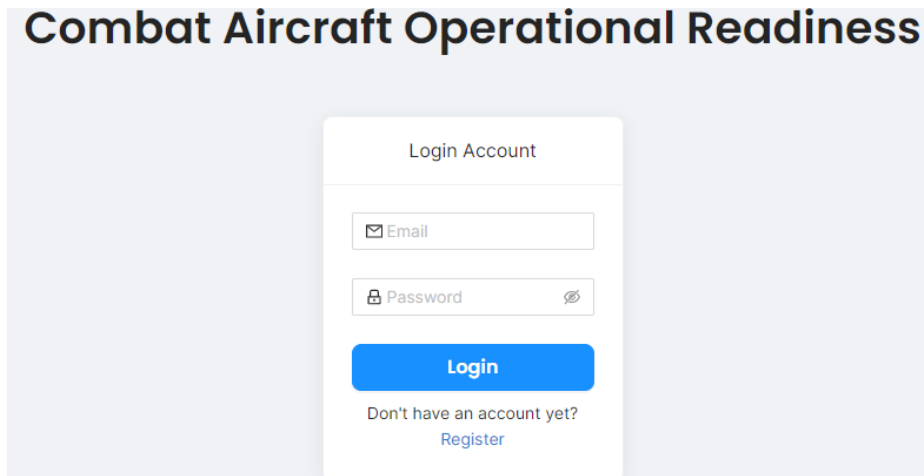 Combat Aircraft Operational Readiness
Login Account
Email
Password
Login
Don't have an account yet?
Register